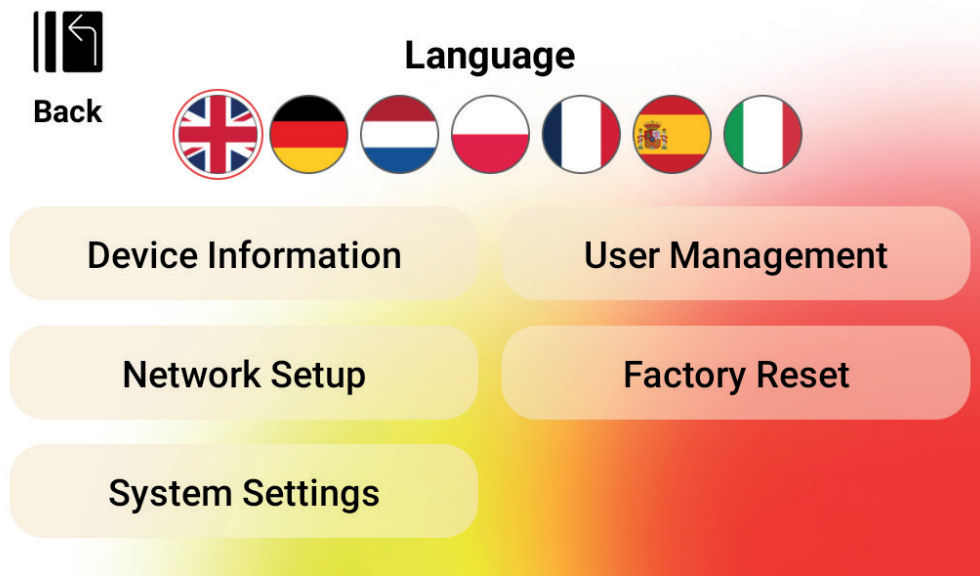 Language
Back
Device Information
User Management
Network Setup
Factory Reset
System Settings